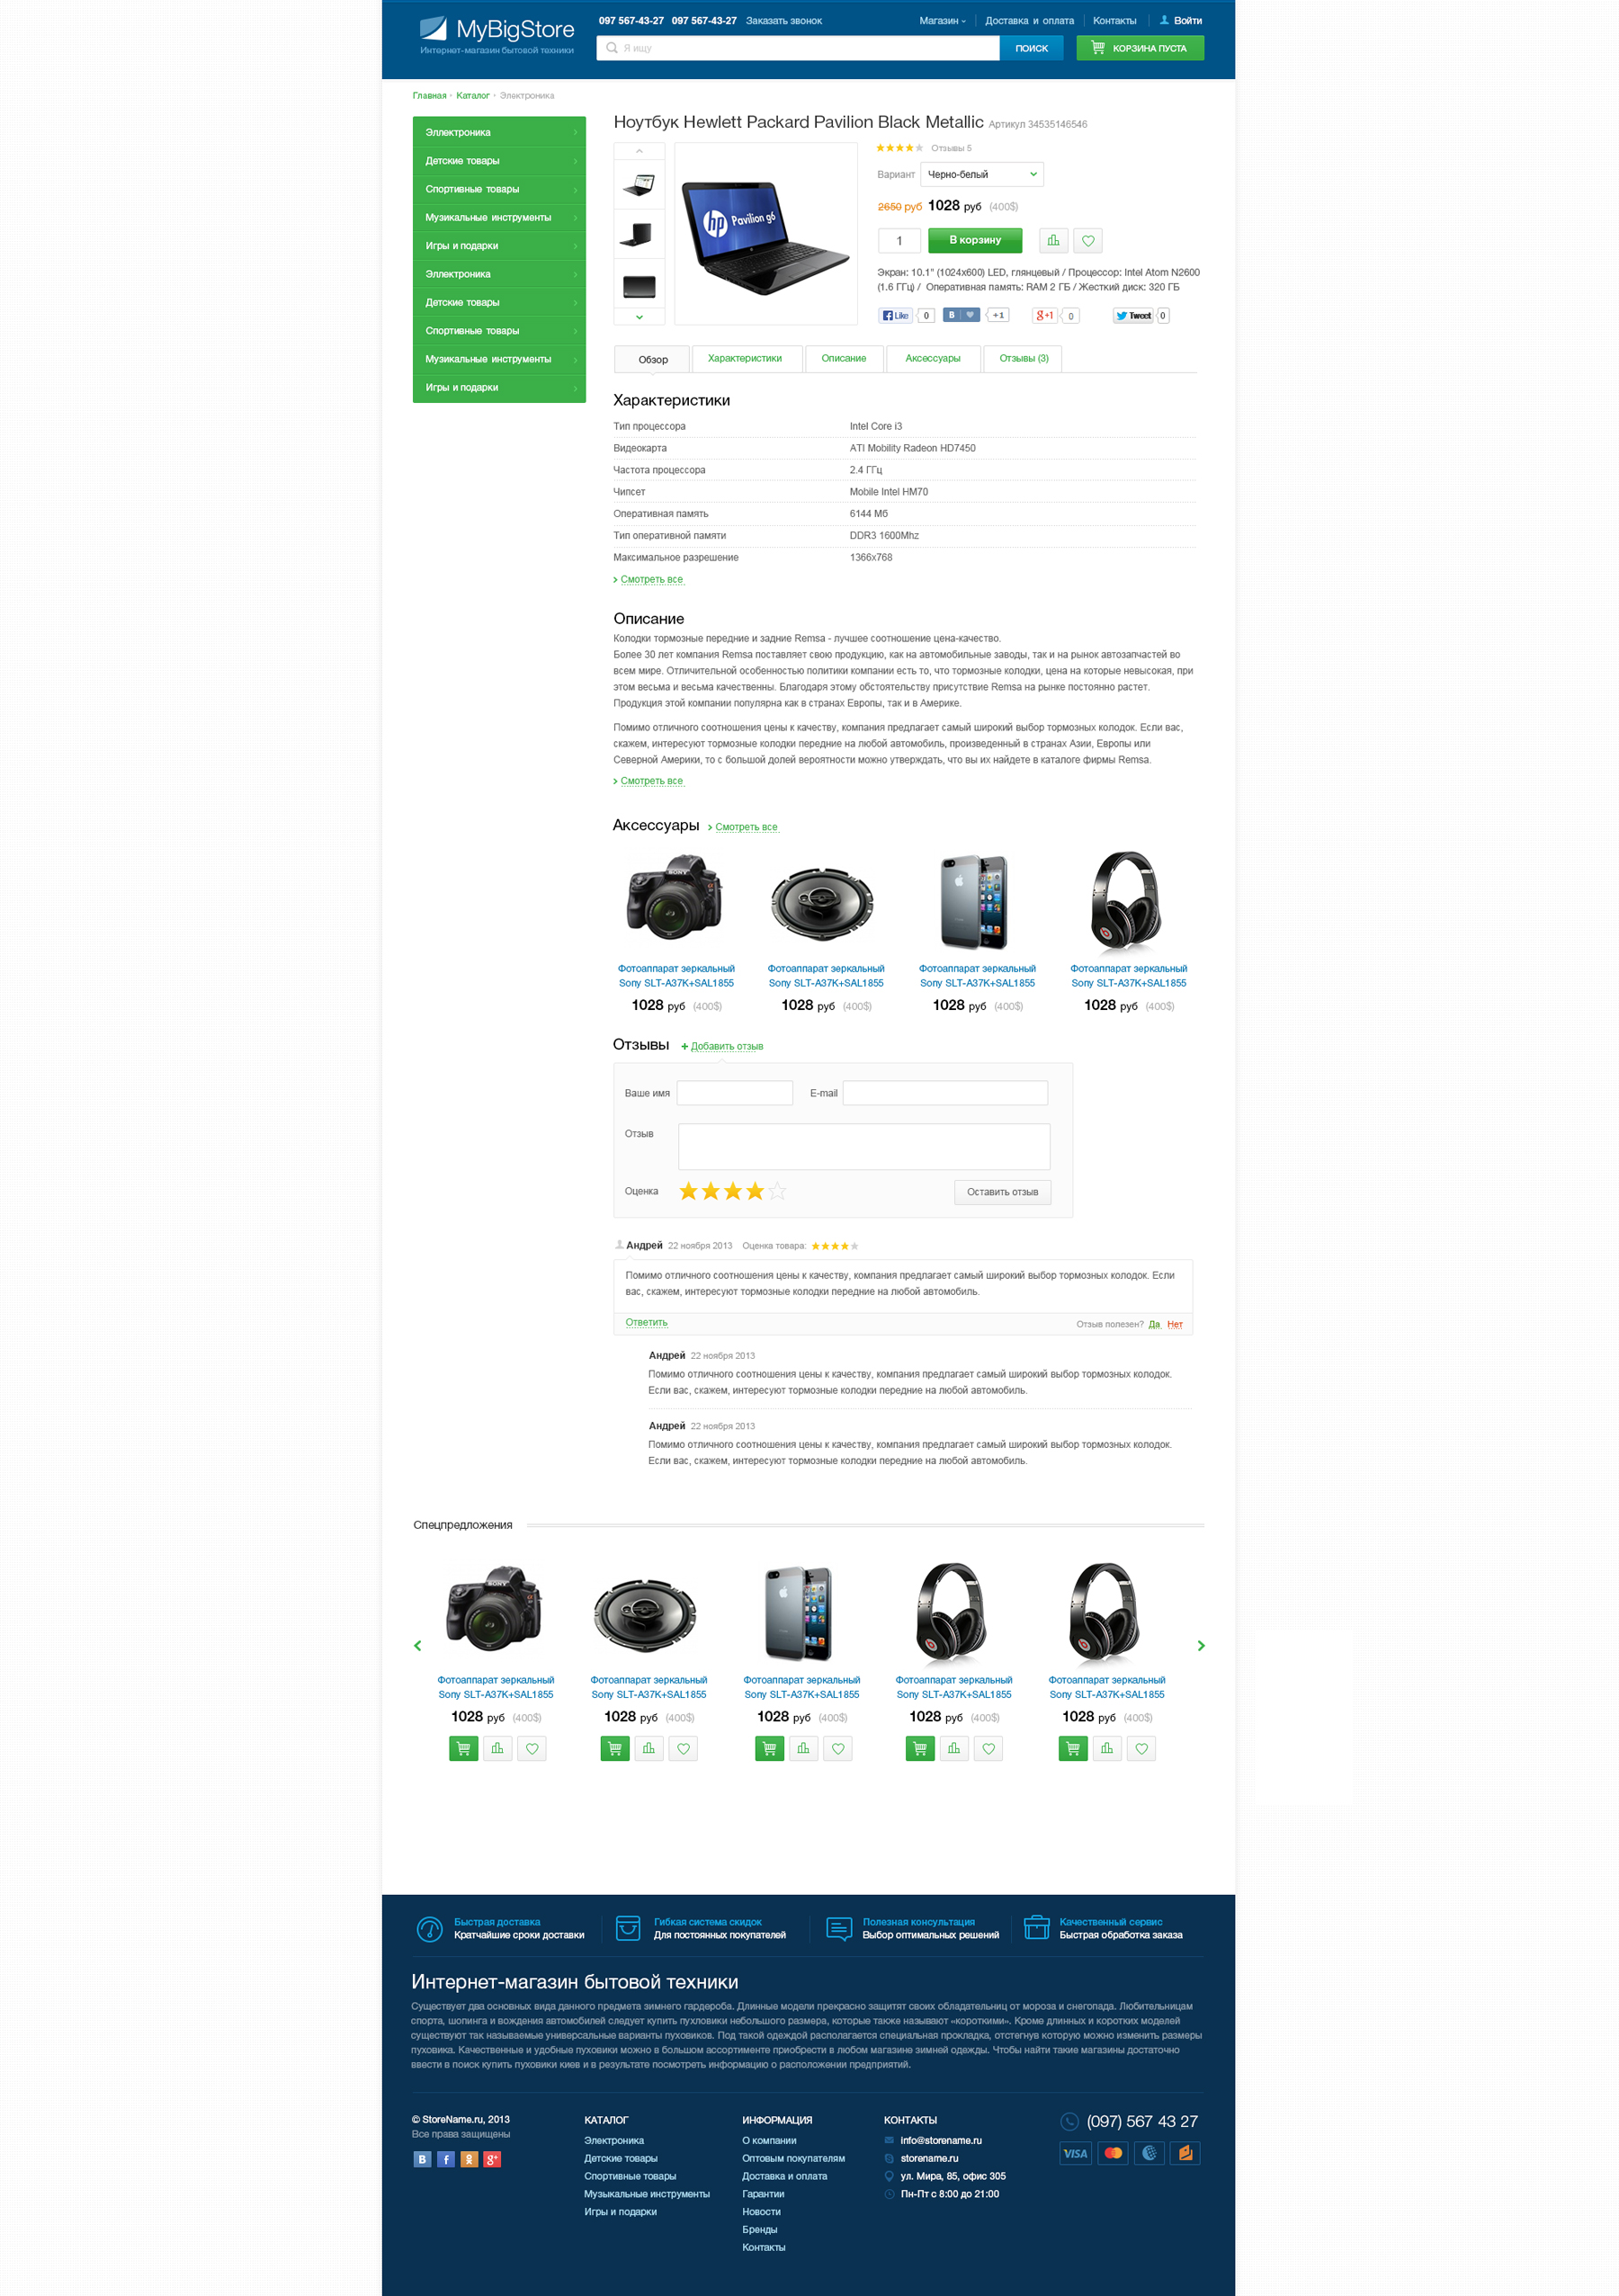 MyBigStore
Интернет-магазин бытовой техники
097 567-43-27 097 567-43-27 Заказать звонок
Магазин Доставка и оплата Контакты Войти
Я ищу ПОИСК КОРЗИНА ПУСТА
Главная • Каталог • Электроника
Эллектроника
Детские товары
Спортивные товары
Музикальные инструменты
Игры и подарки
Эллектроника
Детские товары
Спортивные товары
Музикальные инструменты
Игры и подарки
Ноутбук Hewlett Packard Pavilion Black Metallic Артикул 34535146546
hp Pavilion g6
Отзывы 5
Вариант Черно-белый
2650 руб 1028 руб (400$)
1 В корзину
Экран: 10.1" (1024x600) LED, глянцевый / Процессор: Intel Atom N2600
(1.6 ГГц) / Оперативная память: RAM 2 ГБ / Жесткий диск: 320 ГБ
Like 0 В +1 g+1 0 Tweet 0
Обзор Характеристики Описание Аксессуары Отзывы (3)
Характеристики
Тип процессора Intel Core i3
Видеокарта ATI Mobility Radeon HD7450
Частота процессора 2.4 ГГц
Чипсет Mobile Intel HM70
Оперативная память 6144 Мб
Тип оперативной памяти DDR3 1600Mhz
Максимальное разрешение 1366x768
Смотреть все
Описание
Колодки тормозные передние и задние Remsa - лучшее соотношение цена-качество.
Более 30 лет компания Remsa поставляет свою продукцию, как на автомобильные заводы, так и на рынок автозапчастей во
всем мире. Отличительной особенностью политики компании есть то, что тормозные колодки, цена на которые невысокая, при
этом весьма и весьма качественны. Благодаря этому обстоятельству присутствие Remsa на рынке постоянно растет.
Продукция этой компании популярна как в странах Европы, так и в Америке.
Помимо отличного соотношения цены к качеству, компания предлагает самый широкий выбор тормозных колодок. Если вас,
скажем, интересуют тормозные колодки передние на любой автомобиль, произведенный в странах Азии, Европы или
Северной Америки, то с большой долей вероятности можно утверждать, что вы их найдете в каталоге фирмы Remsa.
Смотреть все
Аксессуары Смотреть все
SONY
Фотоаппарат зеркальный Фотоаппарат зеркальный Фотоаппарат зеркальный Фотоаппарат зеркальный
Sony SLT-A37K+SAL1855 Sony SLT-A37K+SAL1855 Sony SLT-A37K+SAL1855 Sony SLT-A37K+SAL1855
1028 руб (400$) 1028 руб (400$) 1028 руб (400$) 1028 руб (400$)
Отзывы + Добавить отзыв
Ваше имя E-mail
Отзыв
Оценка Оставить отзыв
Андрей 22 ноября 2013 Оценка товара:
Помимо отличного соотношения цены к качеству, компания предлагает самый широкий выбор тормозных колодок. Если
вас, скажем, интересуют тормозные колодки передние на любой автомобиль.
Ответить Отзыв полезен? Да Нет
Андрей 22 ноября 2013
Помимо отличного соотношения цены к качеству, компания предлагает самый широкий выбор тормозных колодок.
Если вас, скажем, интересуют тормозные колодки передние на любой автомобиль.
Андрей 22 ноября 2013
Помимо отличного соотношения цены к качеству, компания предлагает самый широкий выбор тормозных колодок.
Если вас, скажем, интересуют тормозные колодки передние на любой автомобиль.
Спецпредложения
SONY
Фотоаппарат зеркальный Фотоаппарат зеркальный Фотоаппарат зеркальный Фотоаппарат зеркальный Фотоаппарат зеркальный
Sony SLT-A37K+SAL1855 Sony SLT-A37K+SAL1855 Sony SLT-A37K+SAL1855 Sony SLT-A37K+SAL1855 Sony SLT-A37K+SAL1855
1028 руб (400$) 1028 руб (400$) 1028 руб (400$) 1028 руб (400$) 1028 руб (400$)
Быстрая доставка Гибкая система скидок Полезная консультация Качественный сервис
Кратчайшие сроки доставки Для постоянных покупателей Выбор оптимальных решений Быстрая обработка заказа
Интернет-магазин бытовой техники
Существует два основных вида данного предмета зимнего гардероба. Длинные модели прекрасно защитят своих обладательниц от мороза и снегопада. Любительницам
спорта, шопинга и вождения автомобилей следует купить пухловики небольшого размера, которые также называют «короткими». Кроме длинных и коротких моделей
существуют так называемые универсальные варианты пуховиков. Под такой одеждой располагается специальная прокладка, отстегнув которую можно изменить размеры
пуховика. Качественные и удобные пуховики можно в большом ассортименте приобрести в любом магазине зимней одежды. Чтобы найти такие магазины достаточно
ввести в поиск купить пуховики киев и в результате посмотреть информацию о расположении предприятий.
© StoreName.ru, 2013
Все права защищены
В f g+
КАТАЛОГ
Электроника
Детские товары
Спортивные товары
Музыкальные инструменты
Игры и подарки
ИНФОРМАЦИЯ
О компании
Оптовым покупателям
Доставка и оплата
Гарантии
Новости
Бренды
Контакты
КОНТАКТЫ
info@storename.ru
storename.ru
ул. Мира, 85, офис 305
Пн-Пт с 8:00 до 21:00
(097) 567 43 27
VISA